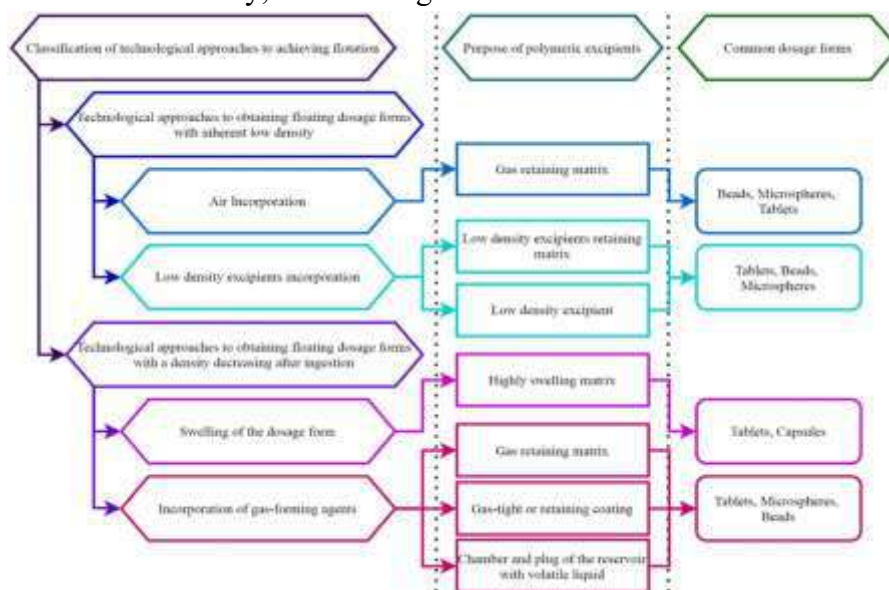 Classification of technological approaches to achieving flotation
Purpose of polymeric excipients
Common dosage forms
Technological approaches to obtaining floating dosage forms
with inherent low density
Air Incorporation
Gas retaining matrix
Beads, Microspheres,
Tablets
Low density excipients incorporation
Low density excipients retaining
matrix
Low density excipient
Tablets, Beads,
Microspheres
Technological approaches to obtaining floating dosage forms
with a density decreasing after ingestion
Swelling of the dosage form
Highly swelling matrix
Tablets, Capsules
Incorporation of gas-forming agents
Gas retaining matrix
Gas-tight or retaining coating
Chamber and plug of the reservoir
with volatile liquid
Tablets, Microspheres,
Beads